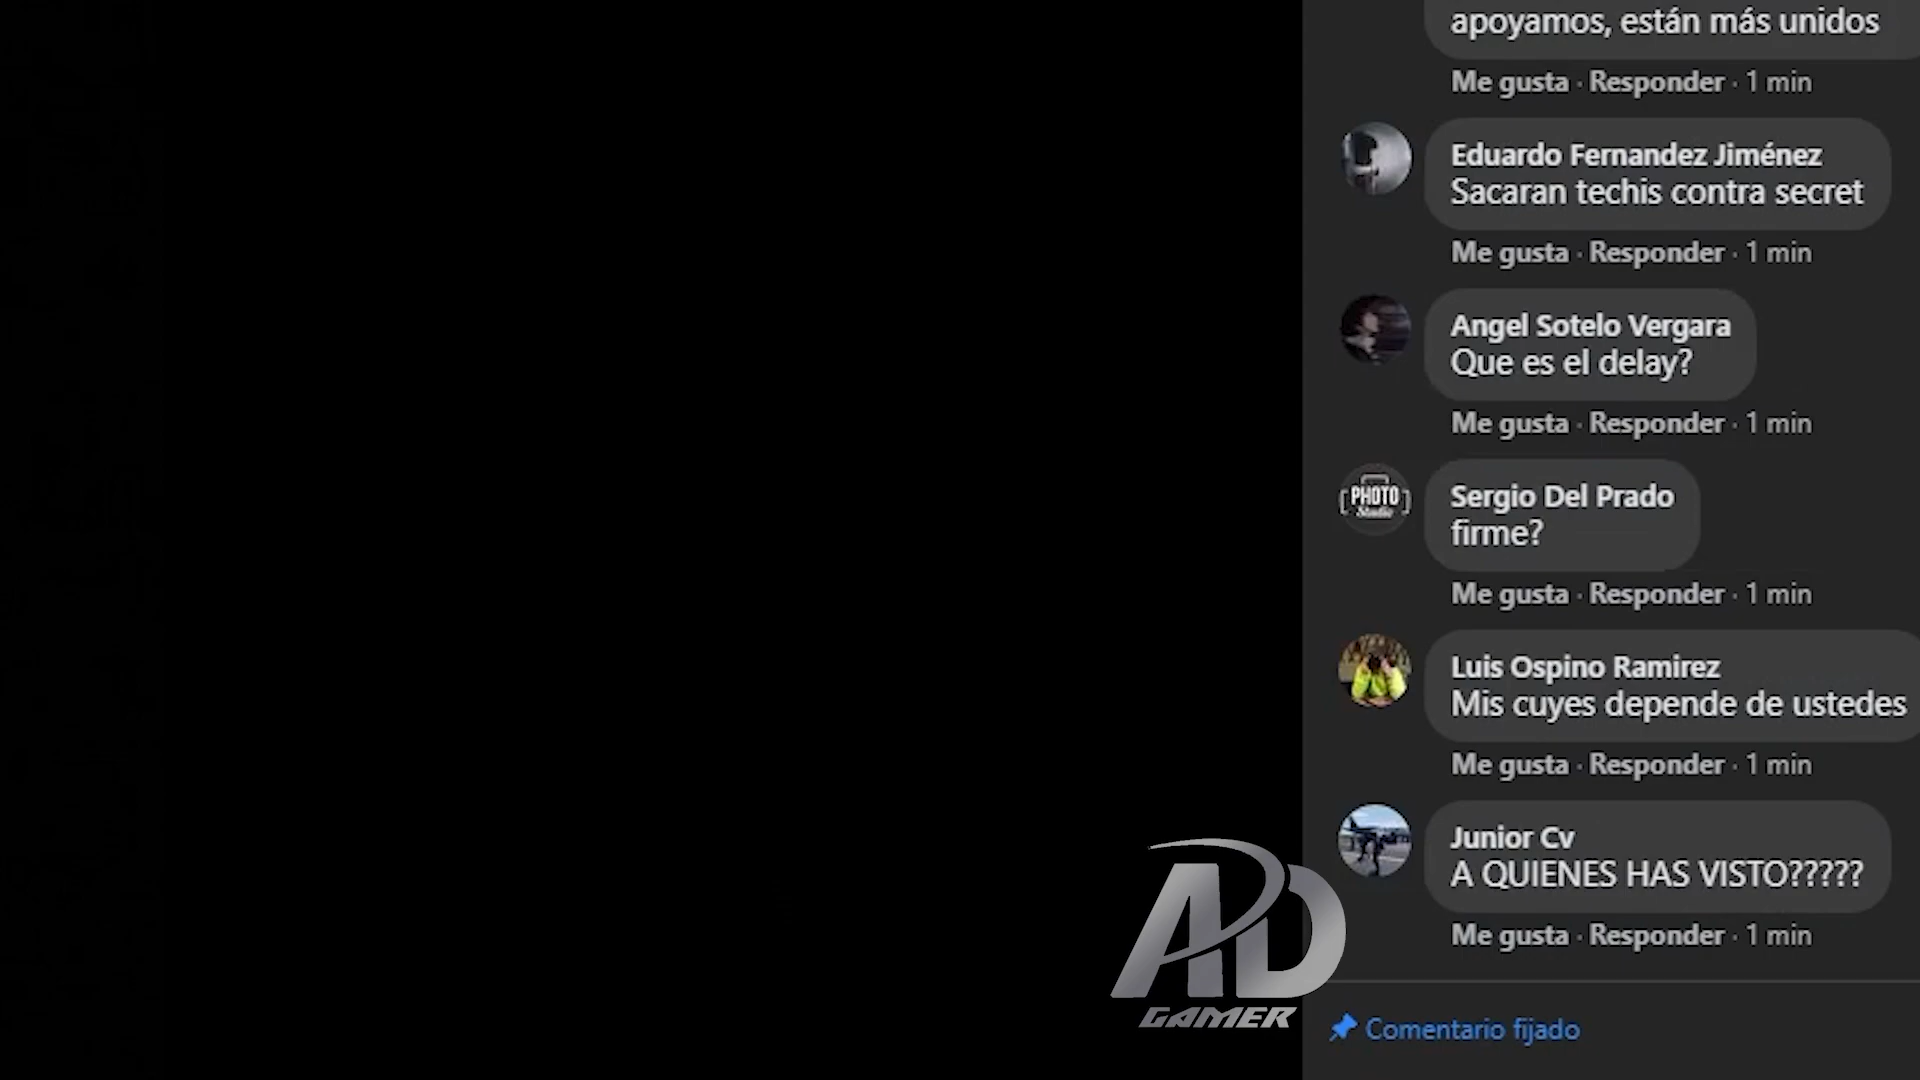 apoyamos, están más unidos
Me gusta · Responder · 1 min
Eduardo Fernandez Jiménez
Sacaran techis contra secret
Me gusta · Responder · 1 min
Angel Sotelo Vergara
Que es el delay?
Me gusta · Responder · 1 min
PHOTO
Studio
Sergio Del Prado
firme?
Me gusta · Responder · 1 min
Luis Ospino Ramirez
Mis cuyes depende de ustedes
Me gusta · Responder · 1 min
Junior Cv
A QUIENES HAS VISTO?????
Me gusta · Responder · 1 min
AD
GAMER
Comentario fijado